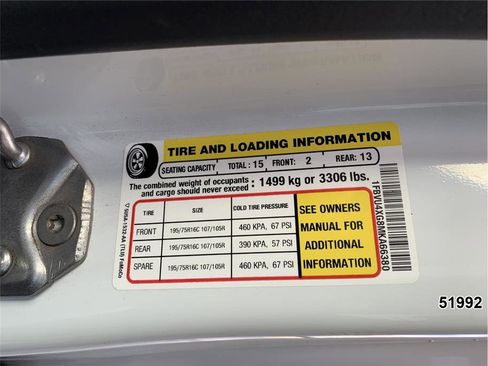 TIRE AND LOADING INFORMATION
SEATING CAPACITY TOTAL: 15 FRONT: 2 REAR: 13
The combined weight of occupants and cargo should never exceed : 1499 kg or 3306 lbs.
TIRE SIZE COLD TIRE PRESSURE
FRONT 195/75R16C 107/105R 460 KPA, 67 PSI
REAR 195/75R16C 107/105R 390 KPA, 57 PSI
SPARE 195/75R16C 107/105R 460 KPA, 67 PSI
SEE OWNERS
MANUAL FOR
ADDITIONAL
INFORMATION
1FBVU4XG8MKA66380
51992